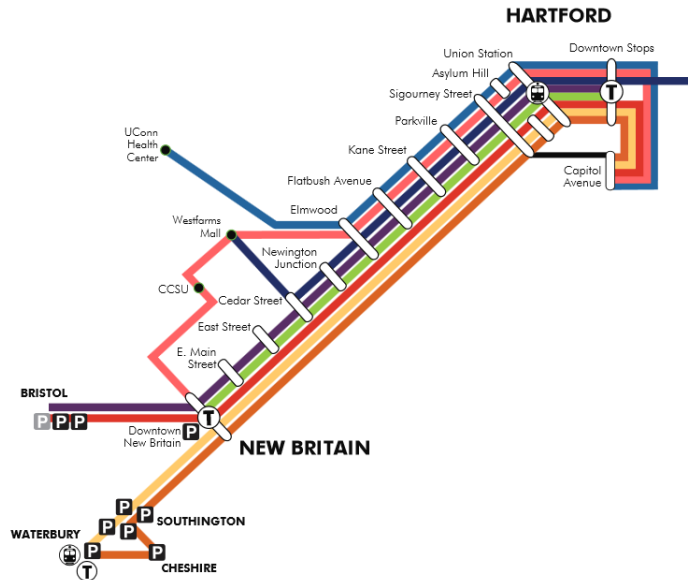 HARTFORD
Union Station
Downtown Stops
Asylum Hill
Sigourney Street
T
Parkville
UConn
Health
Center
Kane Street
Capitol
Avenue
Flatbush Avenue
Elmwood
Westfarms
Mall
Newington
Junction
CCSU
Cedar Street
East Street
E. Main
Street
BRISTOL
P P P
T
Downtown
New Britain
P
NEW BRITAIN
P
P
P
P
SOUTHINGTON
WATERBURY
P
P
CHESHIRE
T